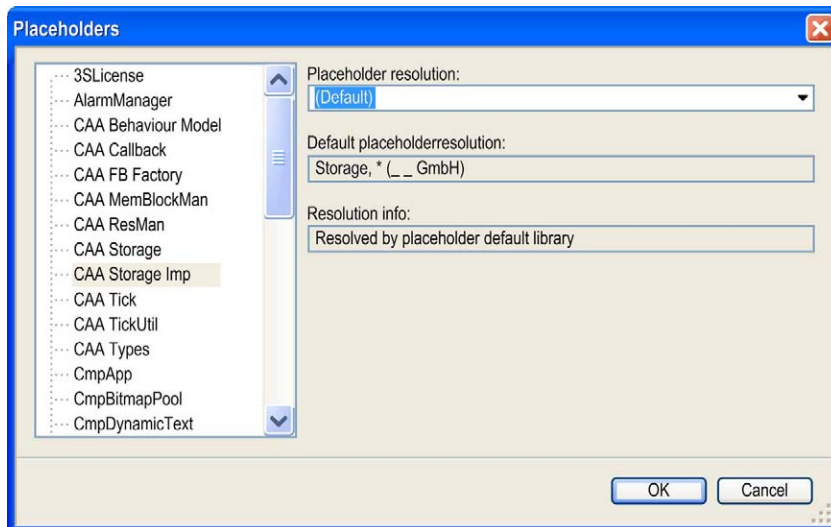 Placeholders
3SLicense
AlarmManager
CAA Behaviour Model
CAA Callback
CAA FB Factory
CAA MemBlockMan
CAA ResMan
CAA Storage
CAA Storage Imp
CAA Tick
CAA TickUtil
CAA Types
CmpApp
CmpBitmapPool
CmpDynamicText
Placeholder resolution:
(Default)
Default placeholderresolution:
Storage, * (_ _ GmbH)
Resolution info:
Resolved by placeholder default library
OK
Cancel